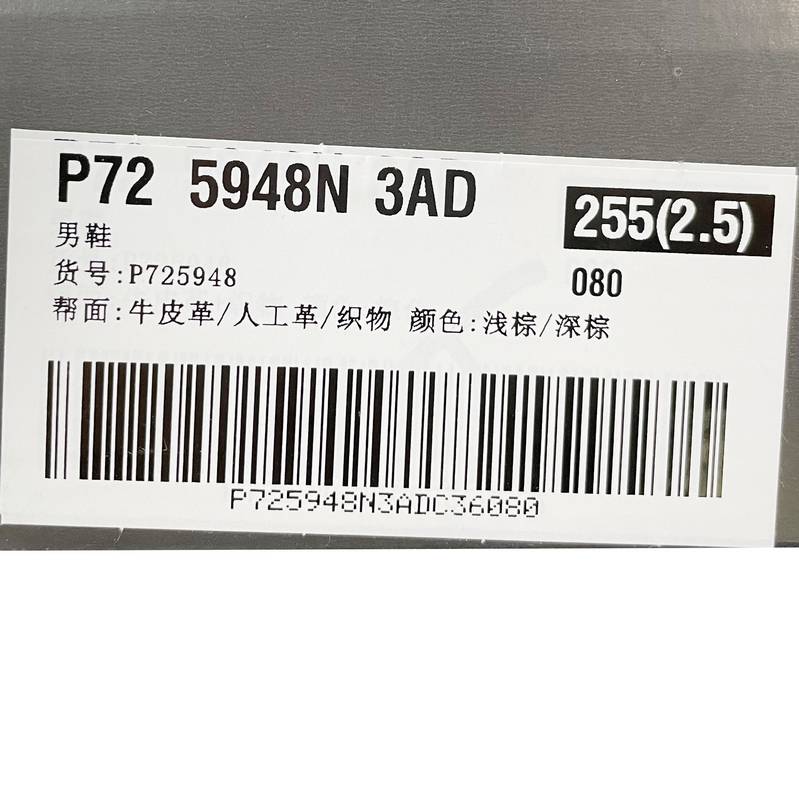 P72 5948N 3AD
255(2.5)
男鞋
货号:P725948
080
帮面:牛皮革/人工革/织物 颜色:浅棕/深棕
P725948N3ADC36080